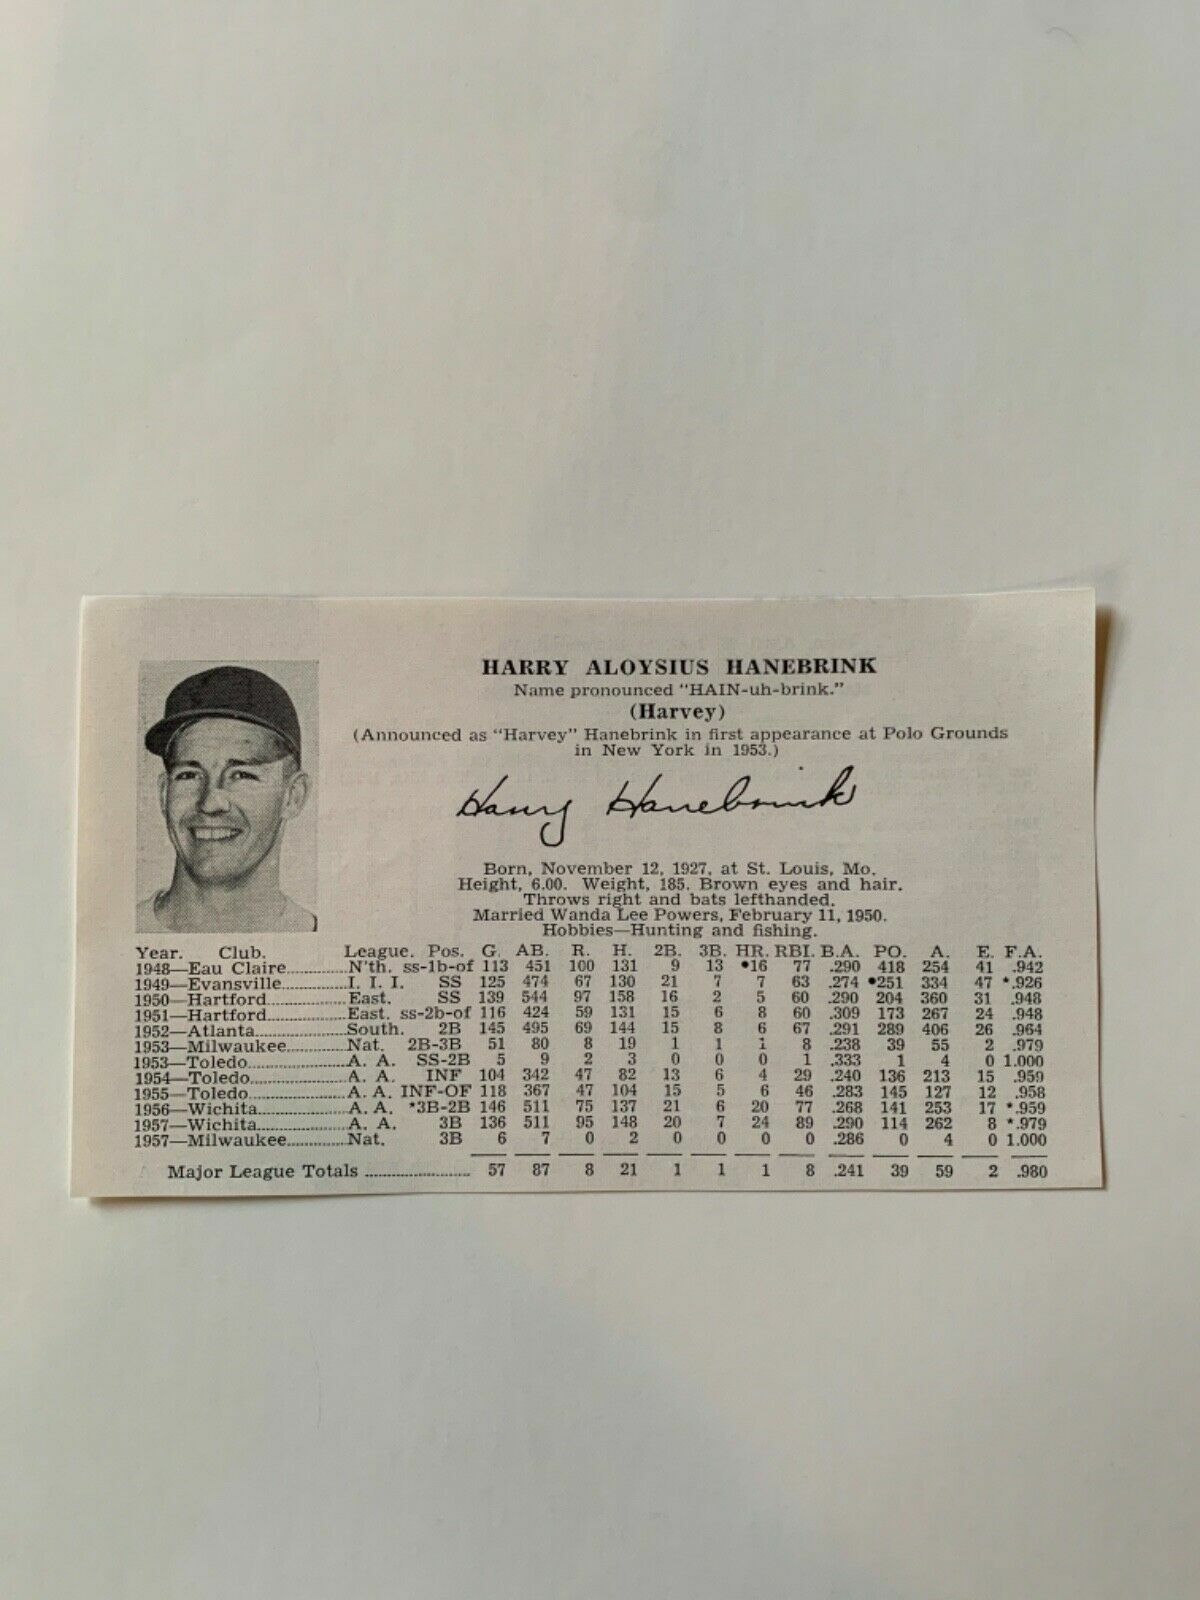 HARRY ALOYSIUS HANEBRINK
Name pronounced "HAIN-uh-brink."
(Harvey)
(Announced as "Harvey" Hanebrink in first appearance at Polo Grounds
in New York in 1953.)
Harry Hanebrink
Born, November 12, 1927, at St. Louis, Mo.
Height, 6.00. Weight, 185. Brown eyes and hair.
Throws right and bats lefthanded.
Married Wanda Lee Powers, February 11, 1950.
Hobbies—Hunting and fishing.
Year. Club. League. Pos. G. AB. R. H. 2B. 3B. HR. RBI. B.A. PO. A. E. F.A.
1948—Eau Claire..............N'th. ss-1b-of 113 451 100 131 9 13 •16 77 .290 418 254 41 .942
1949—Evansville..............I. I. I. SS 125 474 67 130 21 7 7 63 .274 •251 334 47 *.926
1950—Hartford..............East. SS 139 544 97 158 16 2 5 60 .290 204 360 31 .948
1951—Hartford..............East. ss-2b-of 116 424 59 131 15 6 8 60 .309 173 267 24 .948
1952—Atlanta..............South. 2B 145 495 69 144 15 8 6 67 .291 289 406 26 .964
1953—Milwaukee..............Nat. 2B-3B 51 80 8 19 1 1 1 8 .238 39 55 2 .979
1953—Toledo..............A. A. SS-2B 5 9 2 3 0 0 0 1 .333 1 4 0 1.000
1954—Toledo..............A. A. INF 104 342 47 82 13 6 4 29 .240 136 213 15 .959
1955—Toledo..............A. A. INF-OF 118 367 47 104 15 5 6 46 .283 145 127 12 .958
1956—Wichita..............A. A. *3B-2B 146 511 75 137 21 6 20 77 .268 141 253 17 *.959
1957—Wichita..............A. A. 3B 136 511 95 148 20 7 24 89 .290 114 262 8 *.979
1957—Milwaukee..............Nat. 3B 6 7 0 2 0 0 0 0 .286 0 4 0 1.000
Major League Totals .............. 57 87 8 21 1 1 1 8 .241 39 59 2 .980